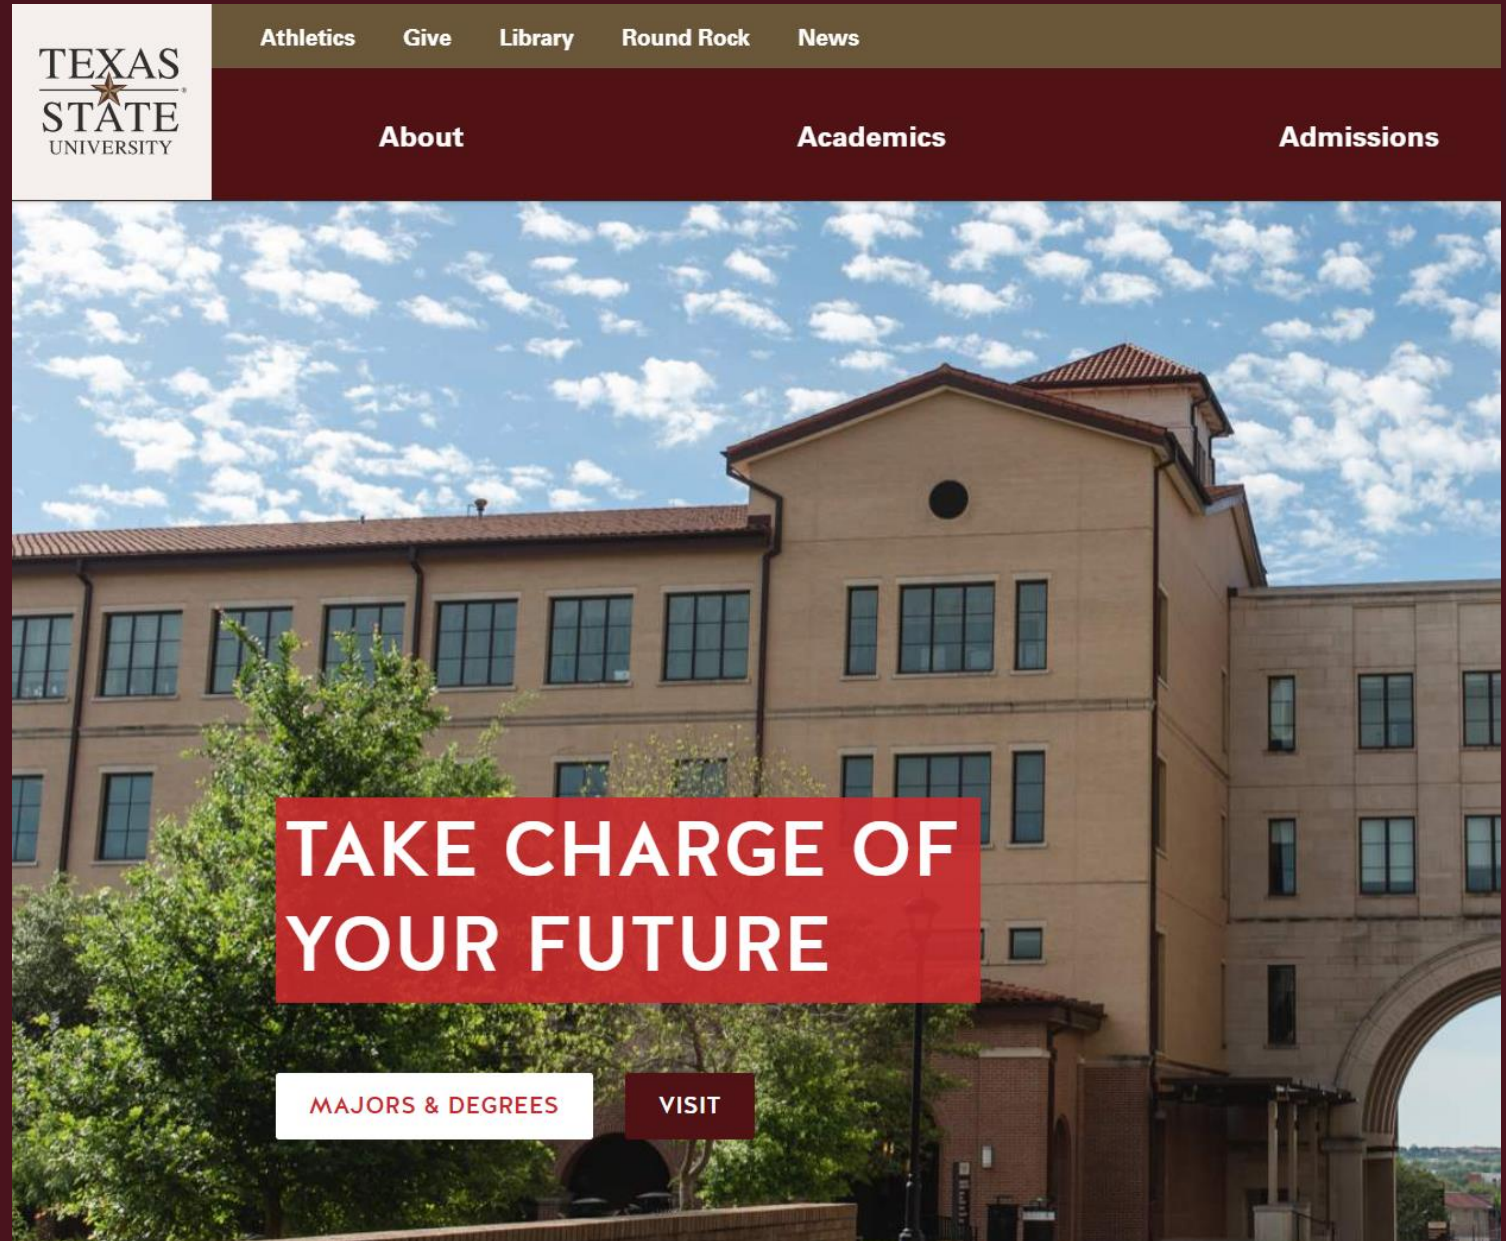 TEXAS
STATE
UNIVERSITY
Athletics Give Library Round Rock News
About Academics Admissions
TAKE CHARGE OF
YOUR FUTURE
MAJORS & DEGREES VISIT